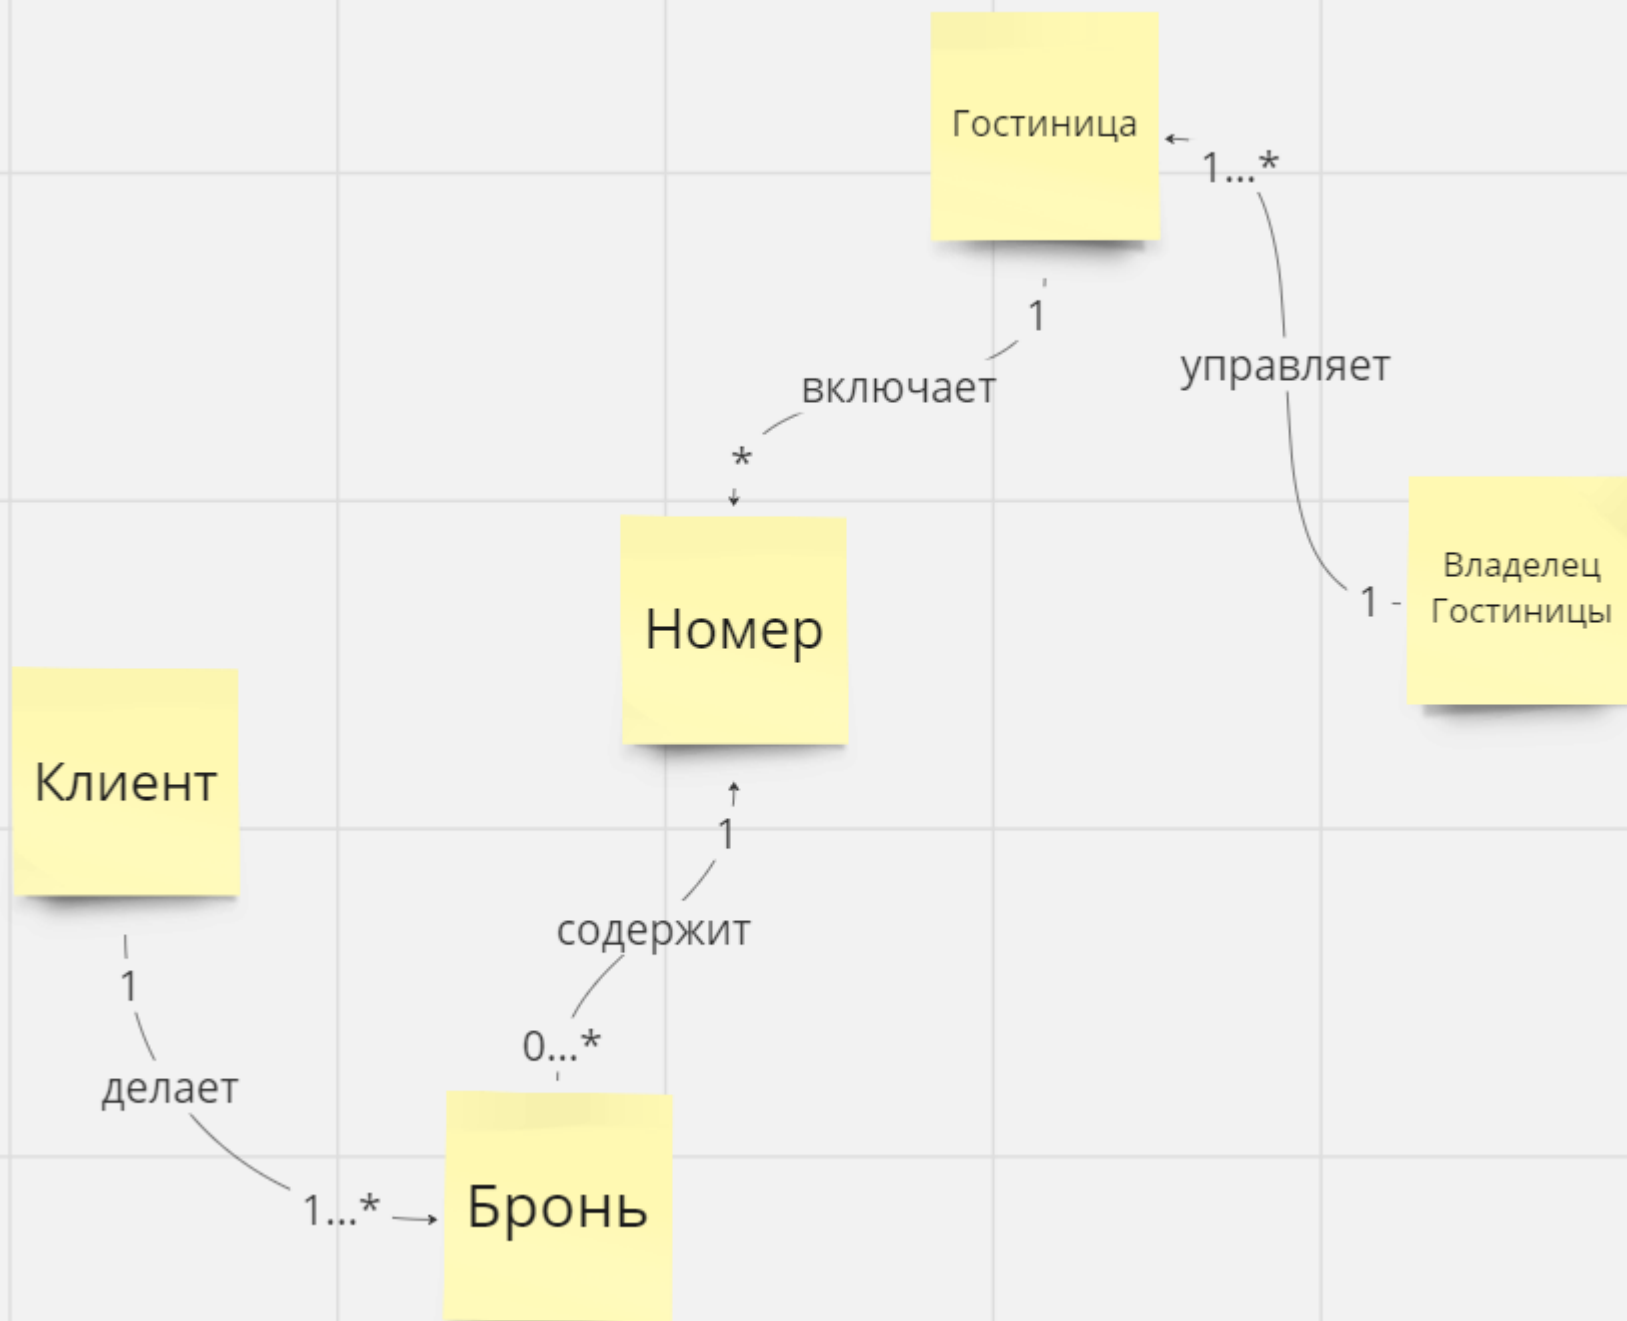 Гостиница
1...*
1
включает
управляет
*
Владелец
Гостиницы
1
Номер
Клиент
1
содержит
1
0...*
делает
1...*
Бронь